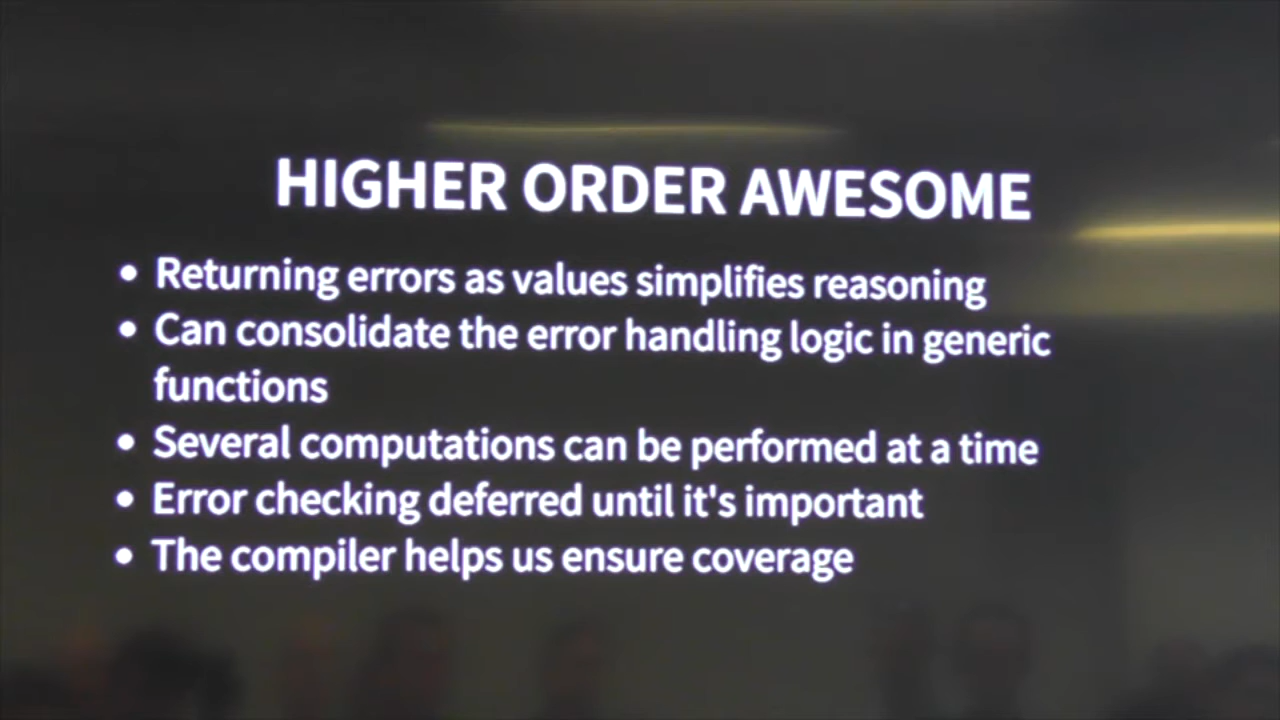 HIGHER ORDER AWESOME
• Returning errors as values simplifies reasoning
• Can consolidate the error handling logic in generic
functions
• Several computations can be performed at a time
• Error checking deferred until it's important
• The compiler helps us ensure coverage